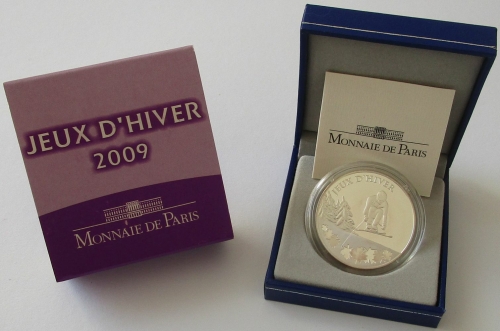 JEUX D'HIVER
2009
MONNAIE DE PARIS
MONNAIE DE PARIS
JEUX D'HIVER